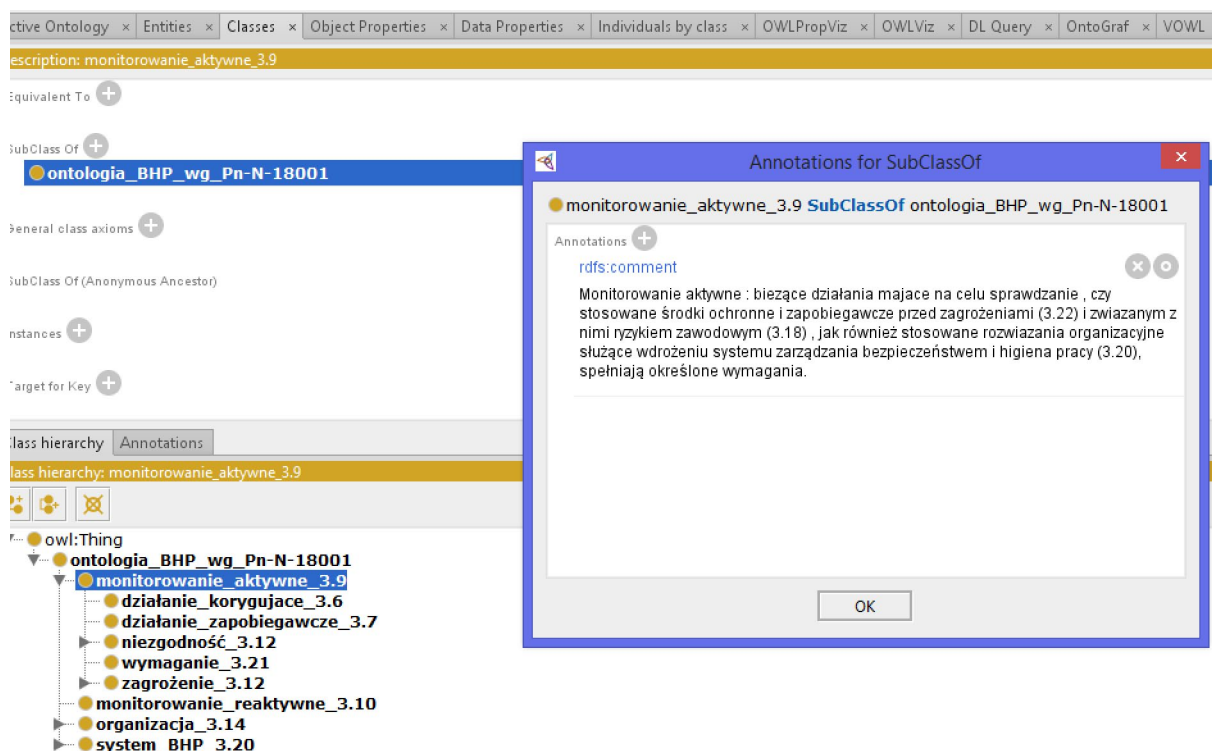 ctive Ontology × Entities × Classes × Object Properties × Data Properties × Individuals by class × OWLPropViz × OWLViz × DL Query × OntoGraf × VOWL
escription: monitorowanie_aktywne_3.9
Equivalent To
SubClass Of
ontologia_BHP_wg_Pn-N-18001
General class axioms
SubClass Of (Anonymous Ancestor)
nstances
Target for Key
Annotations for SubClassOf
monitorowanie_aktywne_3.9 SubClassOf ontologia_BHP_wg_Pn-N-18001
Annotations
rdfs:comment
Monitorowanie aktywne : biezące działania majace na celu sprawdzanie , czy
stosowane środki ochronne i zapobiegawcze przed zagrożeniami (3.22) i zwiazanym z
nimi ryzykiem zawodowym (3.18) , jak również stosowane rozwiazania organizacyjne
służące wdrożeniu systemu zarządzania bezpieczeństwem i higiena pracy (3.20),
spełniają określone wymagania.
OK
Class hierarchy Annotations
lass hierarchy: monitorowanie_aktywne_3.9
owl:Thing
ontologia_BHP_wg_Pn-N-18001
monitorowanie_aktywne_3.9
działanie_korygujace_3.6
działanie_zapobiegawcze_3.7
niezgodność_3.12
wymaganie_3.21
zagrożenie_3.12
monitorowanie_reaktywne_3.10
organizacja_3.14
system_BHP_3.20